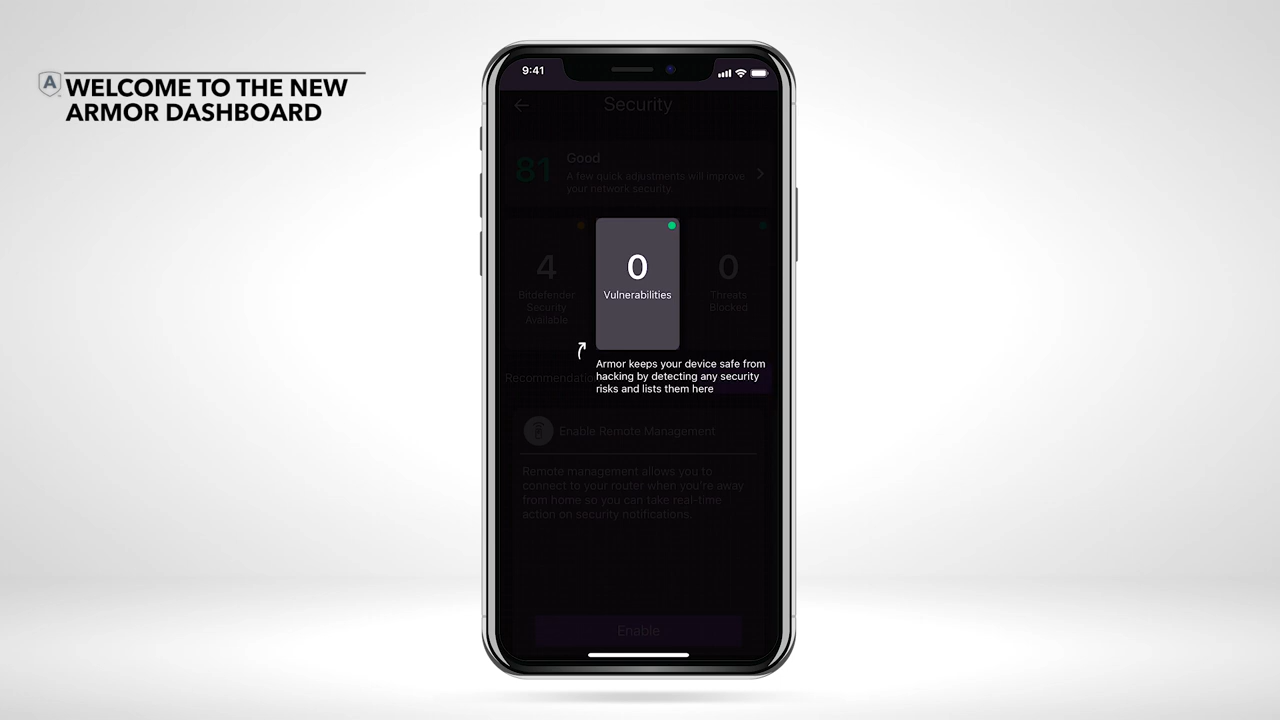 A WELCOME TO THE NEW
ARMOR DASHBOARD
9:41
Security
81
Good
A few quick adjustments will improve
your network security.
4
Bitdefender
Security
Available
0
Vulnerabilities
0
Threats
Blocked
Armor keeps your device safe from
hacking by detecting any security
risks and lists them here
Enable Remote Management
Remote management allows you to
connect to your router when you're away
from home so you can take real-time
action on security notifications.
Enable